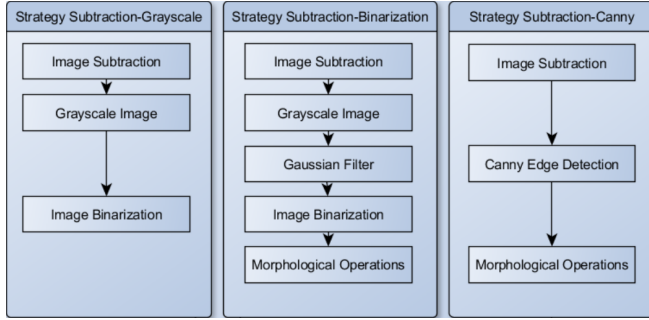 Strategy Subtraction-Grayscale
Image Subtraction
Grayscale Image
Image Binarization
Strategy Subtraction-Binarization
Image Subtraction
Grayscale Image
Gaussian Filter
Image Binarization
Morphological Operations
Strategy Subtraction-Canny
Image Subtraction
Canny Edge Detection
Morphological Operations